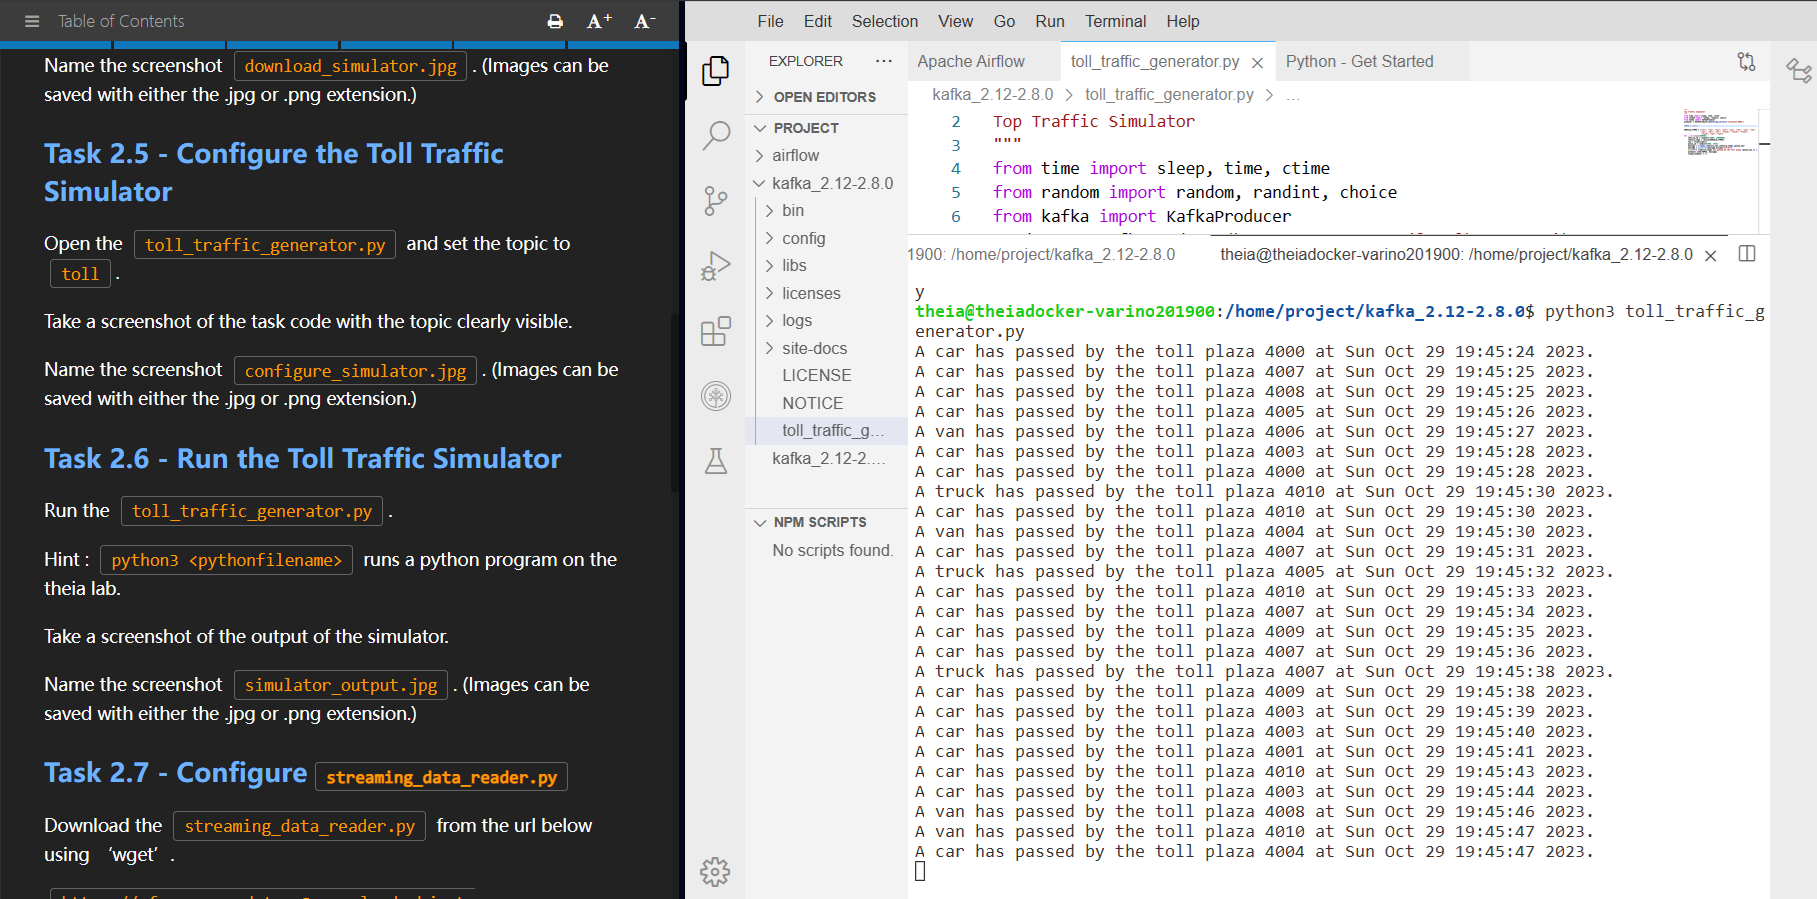 Table of Contents
A+ A-
Name the screenshot download_simulator.jpg . (Images can be
saved with either the .jpg or .png extension.)
Task 2.5 - Configure the Toll Traffic
Simulator
Open the toll_traffic_generator.py and set the topic to
toll .
Take a screenshot of the task code with the topic clearly visible.
Name the screenshot configure_simulator.jpg . (Images can be
saved with either the .jpg or .png extension.)
Task 2.6 - Run the Toll Traffic Simulator
Run the toll_traffic_generator.py .
Hint : python3 <pythonfilename> runs a python program on the
theia lab.
Take a screenshot of the output of the simulator.
Name the screenshot simulator_output.jpg . (Images can be
saved with either the .jpg or .png extension.)
Task 2.7 - Configure streaming_data_reader.py
Download the streaming_data_reader.py from the url below
using ‘wget’ .
File Edit Selection View Go Run Terminal Help
EXPLORER ...
OPEN EDITORS
PROJECT
airflow
kafka_2.12-2.8.0
bin
config
libs
licenses
logs
site-docs
LICENSE
NOTICE
toll_traffic_g...
kafka_2.12-2....
NPM SCRIPTS
No scripts found.
Apache Airflow toll_traffic_generator.py Python - Get Started
kafka_2.12-2.8.0 > toll_traffic_generator.py > ...
2 Top Traffic Simulator
3 """
4 from time import sleep, time, ctime
5 from random import random, randint, choice
6 from kafka import KafkaProducer
1900: /home/project/kafka_2.12-2.8.0 theia@theiadocker-varino201900: /home/project/kafka_2.12-2.8.0
y
theia@theiadocker-varino201900:/home/project/kafka_2.12-2.8.0$ python3 toll_traffic_g
enerator.py
A car has passed by the toll plaza 4000 at Sun Oct 29 19:45:24 2023.
A car has passed by the toll plaza 4007 at Sun Oct 29 19:45:25 2023.
A car has passed by the toll plaza 4008 at Sun Oct 29 19:45:25 2023.
A car has passed by the toll plaza 4005 at Sun Oct 29 19:45:26 2023.
A van has passed by the toll plaza 4006 at Sun Oct 29 19:45:27 2023.
A car has passed by the toll plaza 4003 at Sun Oct 29 19:45:28 2023.
A car has passed by the toll plaza 4000 at Sun Oct 29 19:45:28 2023.
A truck has passed by the toll plaza 4010 at Sun Oct 29 19:45:30 2023.
A car has passed by the toll plaza 4010 at Sun Oct 29 19:45:30 2023.
A van has passed by the toll plaza 4004 at Sun Oct 29 19:45:30 2023.
A car has passed by the toll plaza 4007 at Sun Oct 29 19:45:31 2023.
A truck has passed by the toll plaza 4005 at Sun Oct 29 19:45:32 2023.
A car has passed by the toll plaza 4010 at Sun Oct 29 19:45:33 2023.
A car has passed by the toll plaza 4007 at Sun Oct 29 19:45:34 2023.
A car has passed by the toll plaza 4009 at Sun Oct 29 19:45:35 2023.
A car has passed by the toll plaza 4007 at Sun Oct 29 19:45:36 2023.
A truck has passed by the toll plaza 4007 at Sun Oct 29 19:45:38 2023.
A car has passed by the toll plaza 4009 at Sun Oct 29 19:45:38 2023.
A car has passed by the toll plaza 4003 at Sun Oct 29 19:45:39 2023.
A car has passed by the toll plaza 4003 at Sun Oct 29 19:45:40 2023.
A car has passed by the toll plaza 4001 at Sun Oct 29 19:45:41 2023.
A car has passed by the toll plaza 4010 at Sun Oct 29 19:45:43 2023.
A car has passed by the toll plaza 4003 at Sun Oct 29 19:45:44 2023.
A van has passed by the toll plaza 4008 at Sun Oct 29 19:45:46 2023.
A van has passed by the toll plaza 4010 at Sun Oct 29 19:45:47 2023.
A car has passed by the toll plaza 4004 at Sun Oct 29 19:45:47 2023.